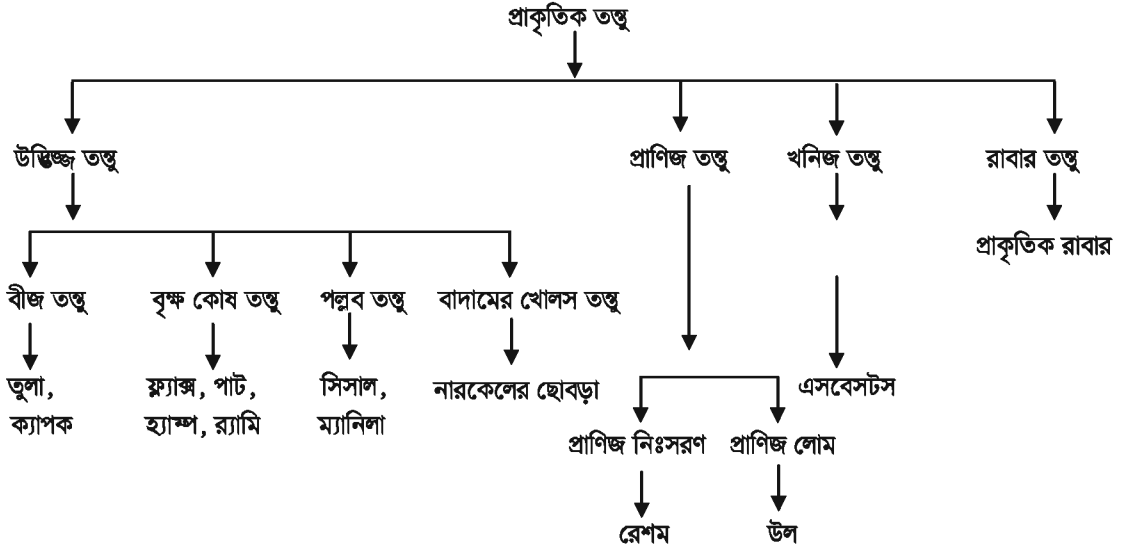 প্রাকৃতিক তন্তু
উদ্ভিজ্জ তন্তু প্রাণিজ তন্তু খনিজ তন্তু রাবার তন্তু
প্রাকৃতিক রাবার
বীজ তন্তু বৃক্ষ কোষ তন্তু পল্লব তন্তু বাদামের খোলস তন্তু
তুলা, ফ্ল্যাক্স, পাট, সিসাল, নারকেলের ছোবড়া এসবেসটস
ক্যাপক হ্যাম্প, র‍্যামি ম্যানিলা
প্রাণিজ নিঃসরণ প্রাণিজ লোম
রেশম উল